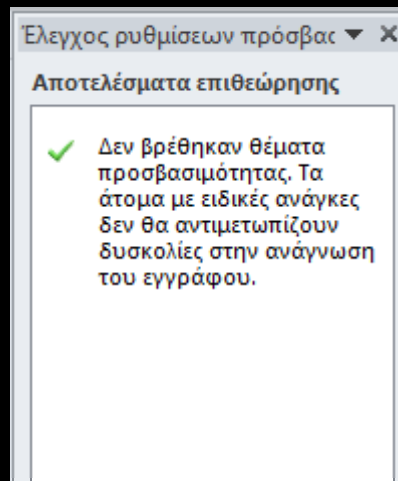 Έλεγχος ρυθμίσεων πρόσβας
Αποτελέσματα επιθεώρησης
Δεν βρέθηκαν θέματα
προσβασιμότητας. Τα
άτομα με ειδικές ανάγκες
δεν θα αντιμετωπίζουν
δυσκολίες στην ανάγνωση
του εγγράφου.